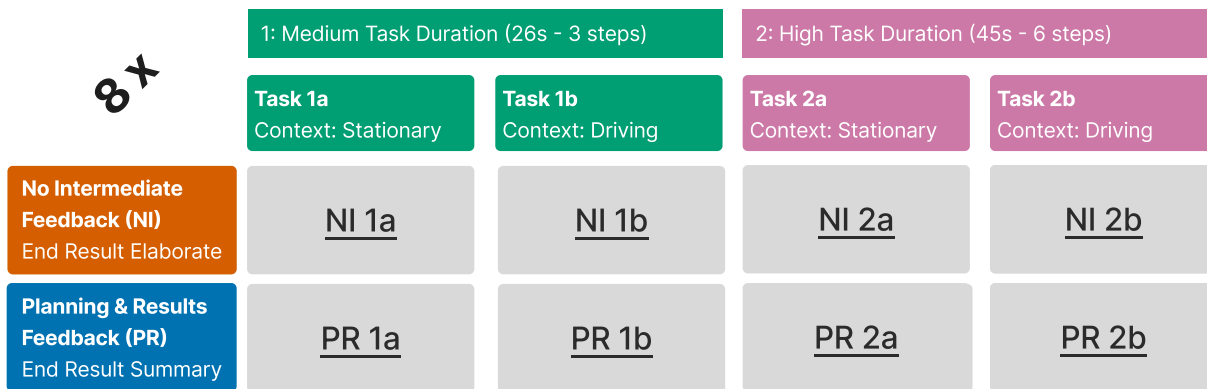 8 x
1: Medium Task Duration (26s - 3 steps)
2: High Task Duration (45s - 6 steps)
Task 1a
Context: Stationary
Task 1b
Context: Driving
Task 2a
Context: Stationary
Task 2b
Context: Driving
No Intermediate
Feedback (NI)
End Result Elaborate
NI 1a
NI 1b
NI 2a
NI 2b
Planning & Results
Feedback (PR)
End Result Summary
PR 1a
PR 1b
PR 2a
PR 2b